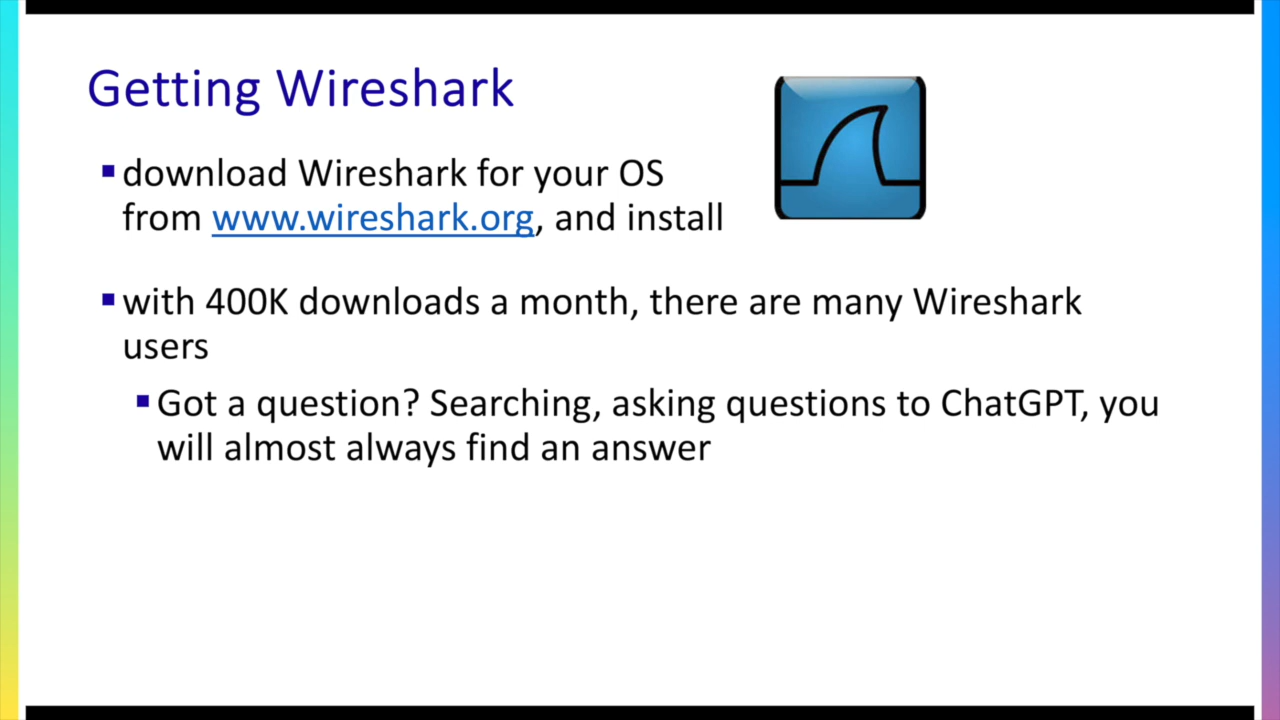 Getting Wireshark
▪download Wireshark for your OS
from www.wireshark.org, and install
▪with 400K downloads a month, there are many Wireshark
users
▪Got a question? Searching, asking questions to ChatGPT, you
will almost always find an answer